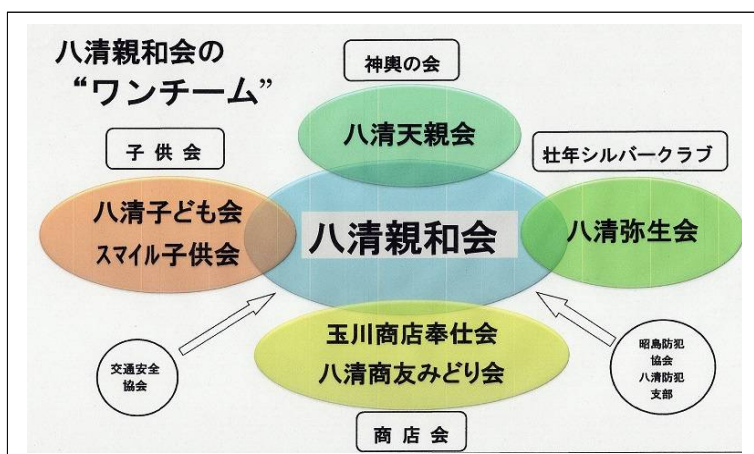 八清親和会の
“ワンチーム”
神輿の会
八清天親会
子供会
八清子ども会
スマイル子供会
壮年シルバークラブ
八清弥生会
八清親和会
玉川商店奉仕会
八清商友みどり会
商店会
交通安全
協会
昭島防犯
協会
八清防犯
支部